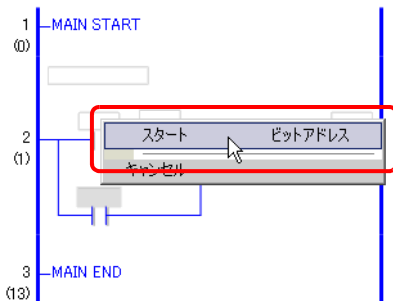 1 MAIN START
(0)
スタート ビットアドレス
2
(1)
キャンセル
3 MAIN END
(13)